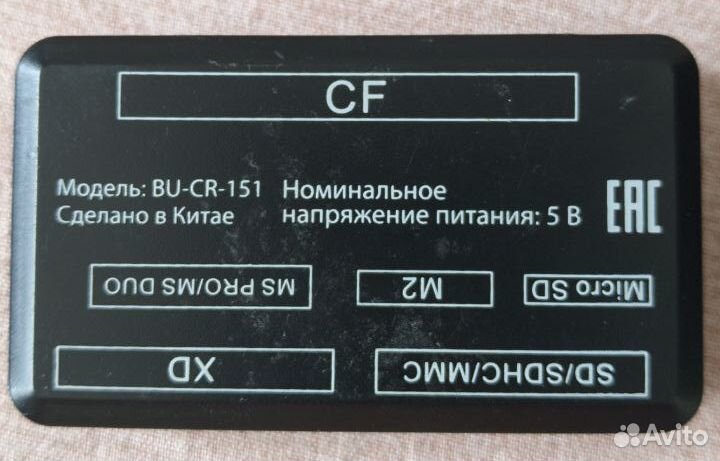 CF
Модель: BU-CR-151 Номинальное
Сделано в Китае напряжение питания: 5 В
EAC
MS PRO/MS DUO M2 Micro SD
XD SD/SDHC/MMC
Avito